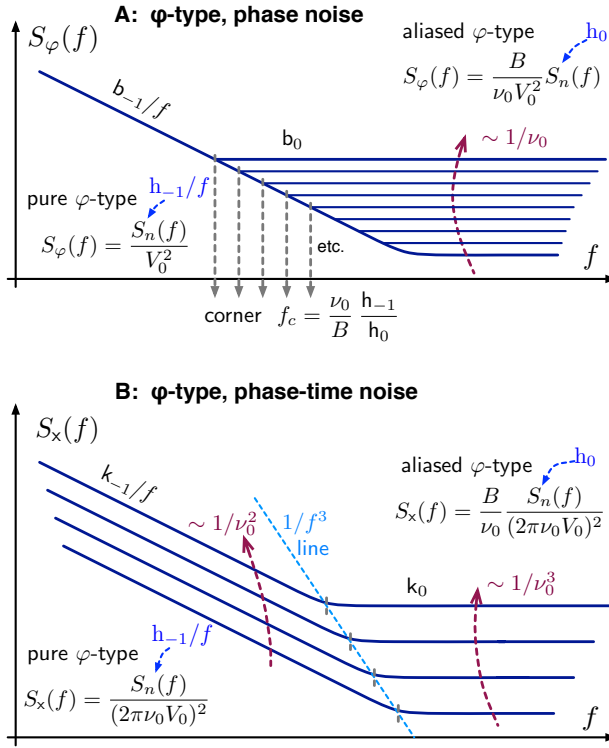 A: φ-type, phase noise
S_φ(f)
aliased φ-type
h_0
S_φ(f) = B/(ν_0 V_0^2) S_n(f)
b_{-1}/f
b_0
∼ 1/ν_0
pure φ-type
h_{-1}/f
S_φ(f) = S_n(f)/V_0^2
etc.
f
corner f_c = ν_0/B h_{-1}/h_0
B: φ-type, phase-time noise
S_x(f)
k_{-1}/f
aliased φ-type
h_0
S_x(f) = B/ν_0 S_n(f)/(2πν_0V_0)^2
∼ 1/ν_0^2
1/f^3
line
k_0
∼ 1/ν_0^3
h_{-1}/f
pure φ-type
S_x(f) = S_n(f)/(2πν_0V_0)^2
f